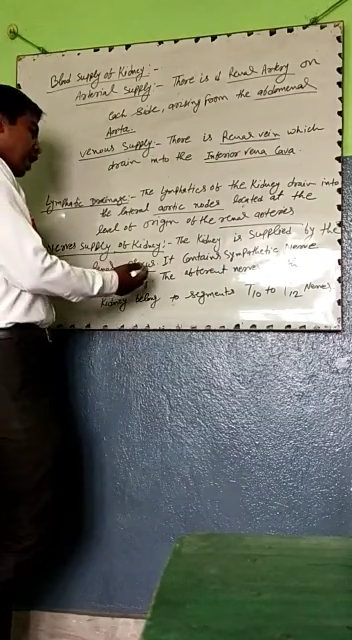 Blood Supply of Kidney:-
Arterial Supply:- There is 1 Renal Artery on
each side, arising from the abdominal
Aorta.
Venous Supply:- There is Renal vein which
drain into the Inferior vena Cava.
Lymphatic Drainage:- The lymphatics of the Kidney drain into
the lateral aortic nodes located at the
level of origin of the renal arteries
Nerves supply of Kidney:- The Kidney is supplied by the
It contains sympathetic nerve
The afferent nerve
Kidney belong to segments T10 to T12 Nerves.